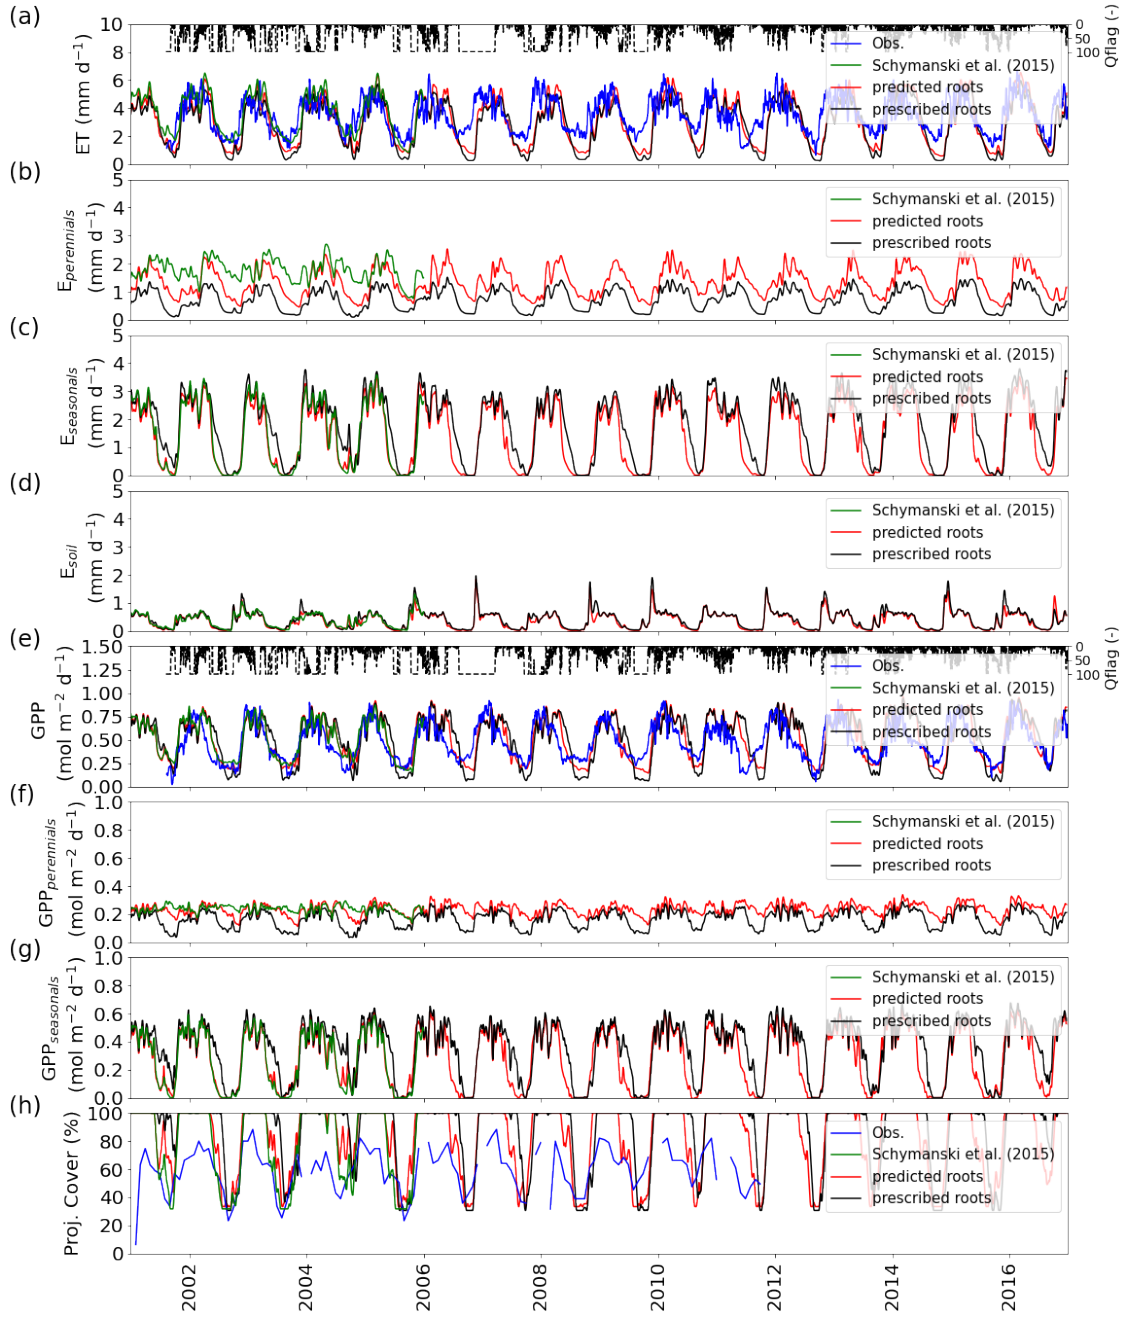 (a)
ET (mm d⁻¹)
10
8
6
4
2
0
0
50
100
Qflag (-)
Obs.
Schymanski et al. (2015)
predicted roots
prescribed roots
(b)
E_perennials
(mm d⁻¹)
5
4
3
2
1
0
Schymanski et al. (2015)
predicted roots
prescribed roots
(c)
E_seasonals
(mm d⁻¹)
5
4
3
2
1
0
Schymanski et al. (2015)
predicted roots
prescribed roots
(d)
E_soil
(mm d⁻¹)
5
4
3
2
1
0
Schymanski et al. (2015)
predicted roots
prescribed roots
(e)
GPP
(mol m⁻² d⁻¹)
1.50
1.25
1.00
0.75
0.50
0.25
0.00
0
50
100
Qflag (-)
Obs.
Schymanski et al. (2015)
predicted roots
prescribed roots
(f)
GPP_perennials
(mol m⁻² d⁻¹)
1.0
0.8
0.6
0.4
0.2
0.0
Schymanski et al. (2015)
predicted roots
prescribed roots
(g)
GPP_seasonals
(mol m⁻² d⁻¹)
1.0
0.8
0.6
0.4
0.2
0.0
Schymanski et al. (2015)
predicted roots
prescribed roots
(h)
Proj. Cover (%)
100
80
60
40
20
0
Obs.
Schymanski et al. (2015)
predicted roots
prescribed roots
2002
2004
2006
2008
2010
2012
2014
2016